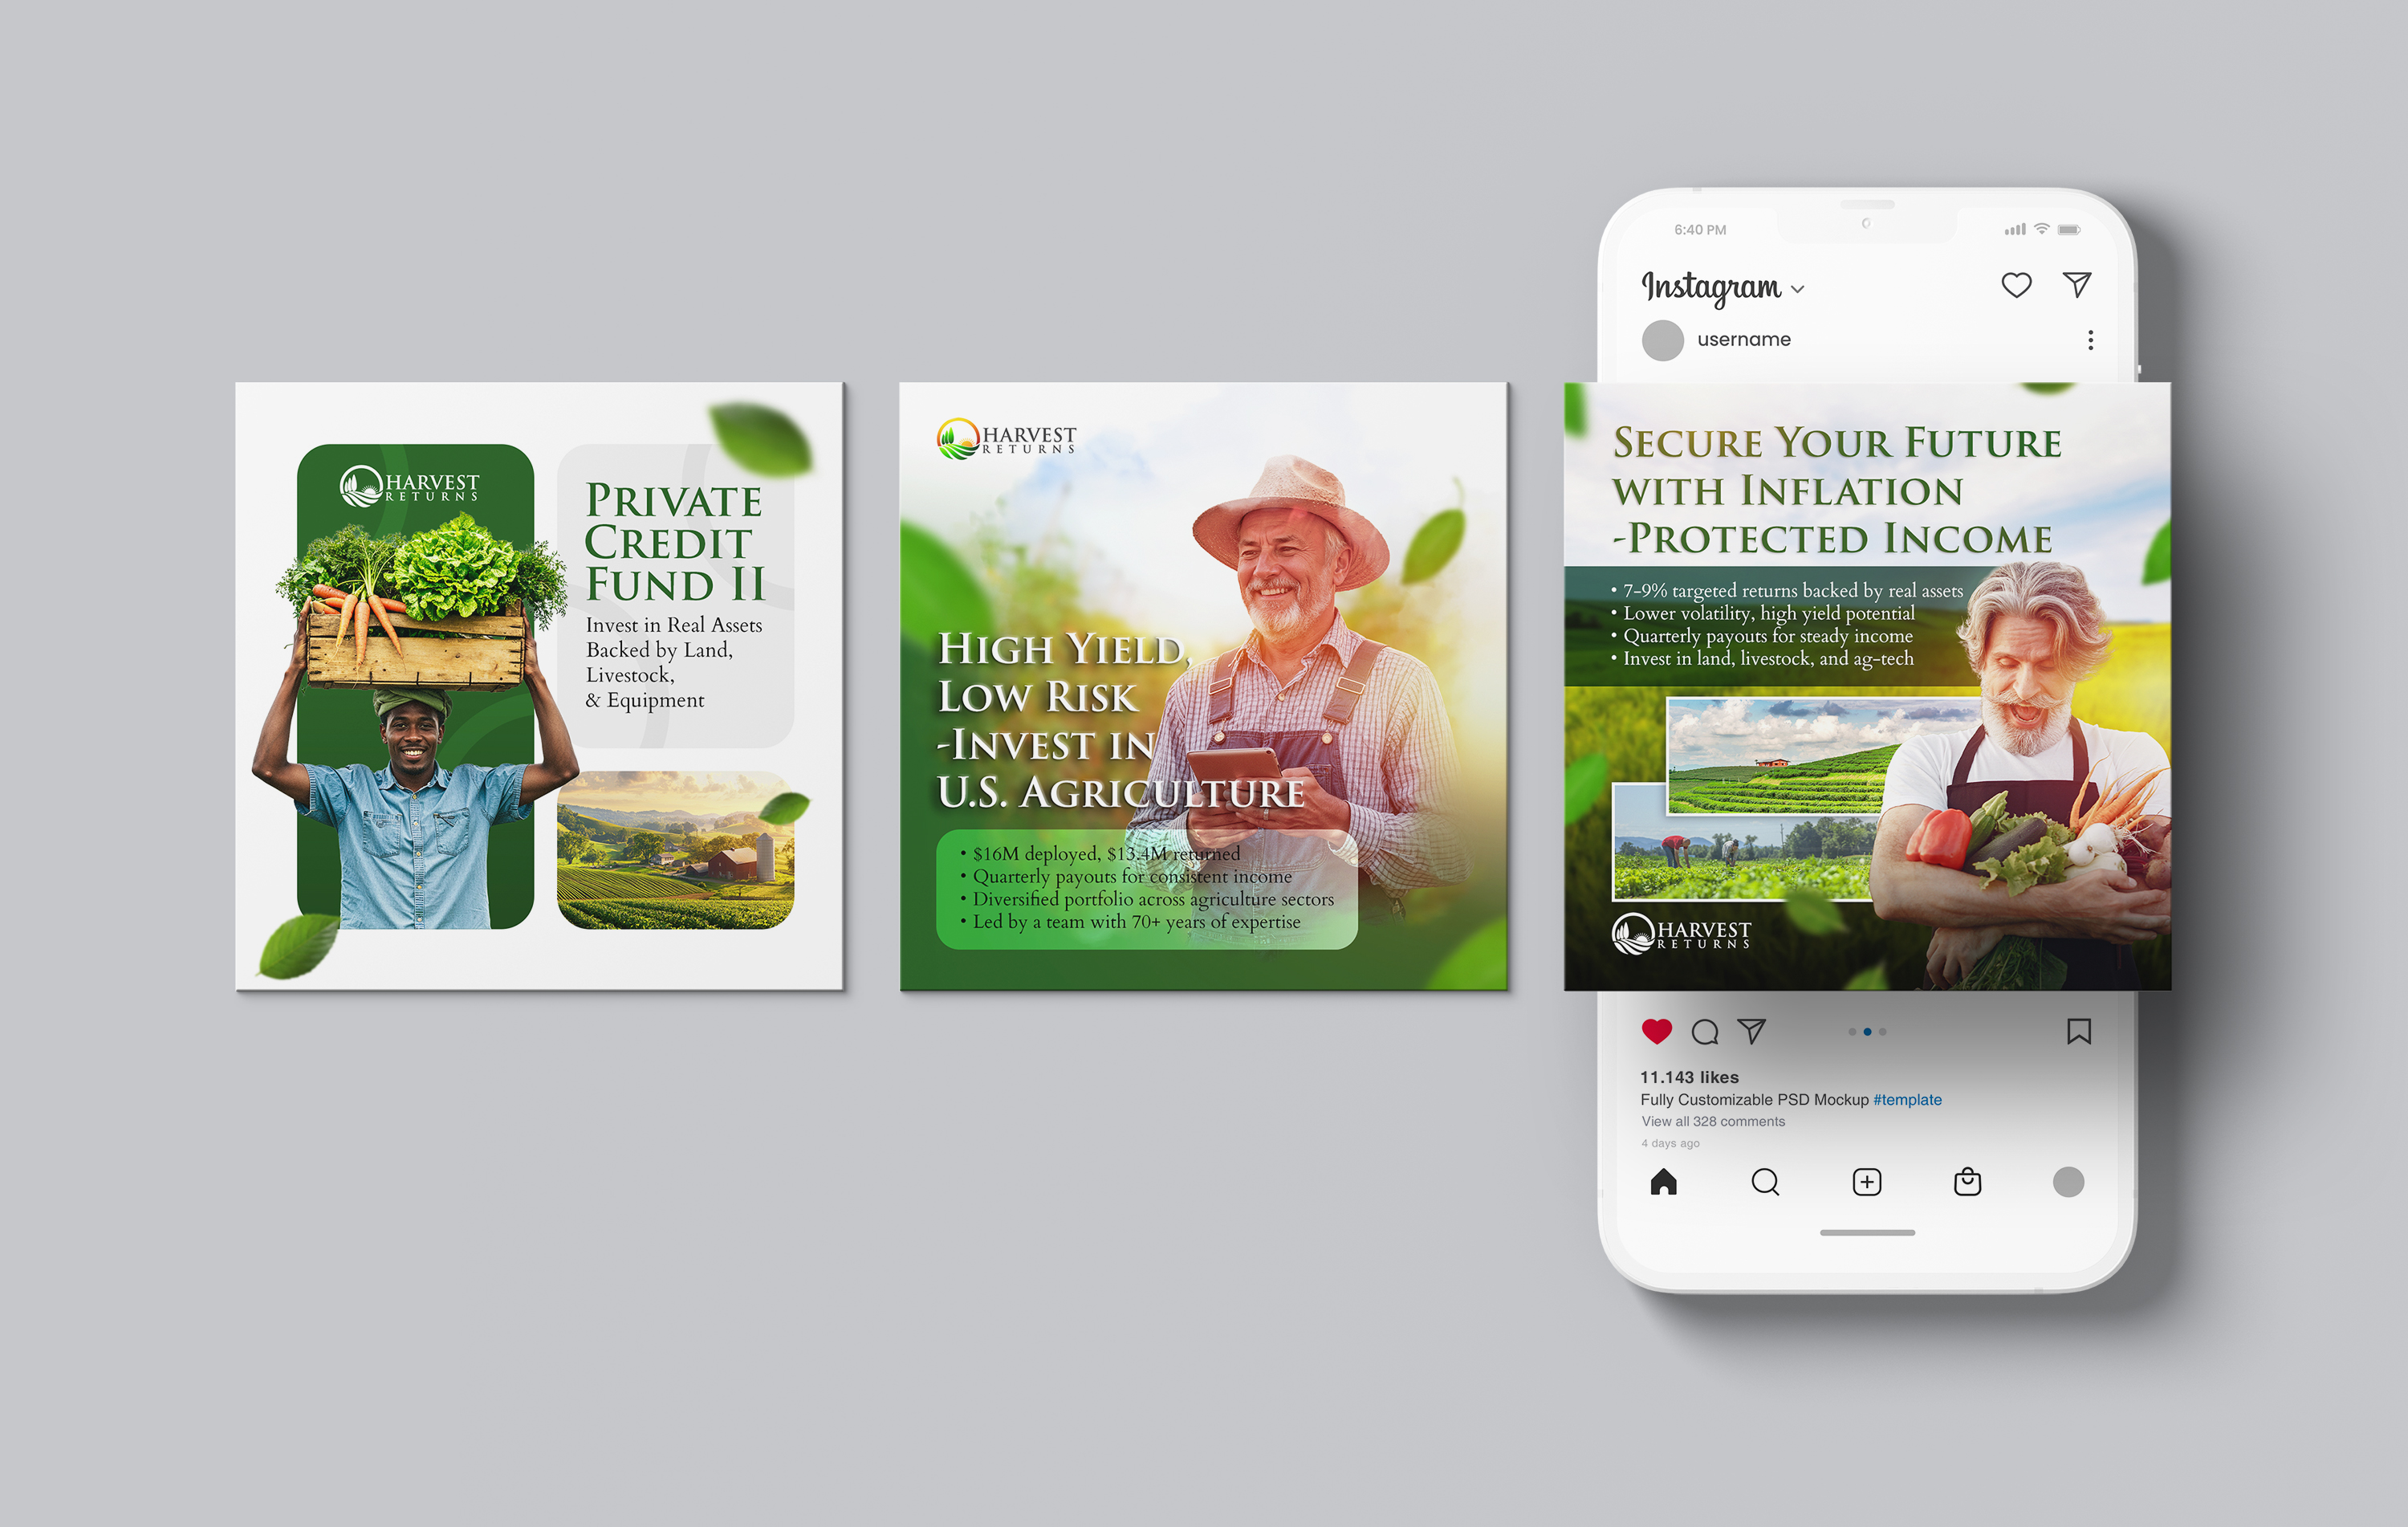 HARVEST
RETURNS
PRIVATE
CREDIT
FUND II
Invest in Real Assets
Backed by Land,
Livestock,
& Equipment
HARVEST
RETURNS
HIGH YIELD,
LOW RISK
-INVEST IN
U.S. AGRICULTURE
• $16M deployed, $13.4M returned
• Quarterly payouts for consistent income
• Diversified portfolio across agriculture sectors
• Led by a team with 70+ years of expertise
6:40 PM
Instagram
username
SECURE YOUR FUTURE
WITH INFLATION
-PROTECTED INCOME
• 7-9% targeted returns backed by real assets
• Lower volatility, high yield potential
• Quarterly payouts for steady income
• Invest in land, livestock, and ag-tech
HARVEST
RETURNS
11.143 likes
Fully Customizable PSD Mockup #template
View all 328 comments
4 days ago